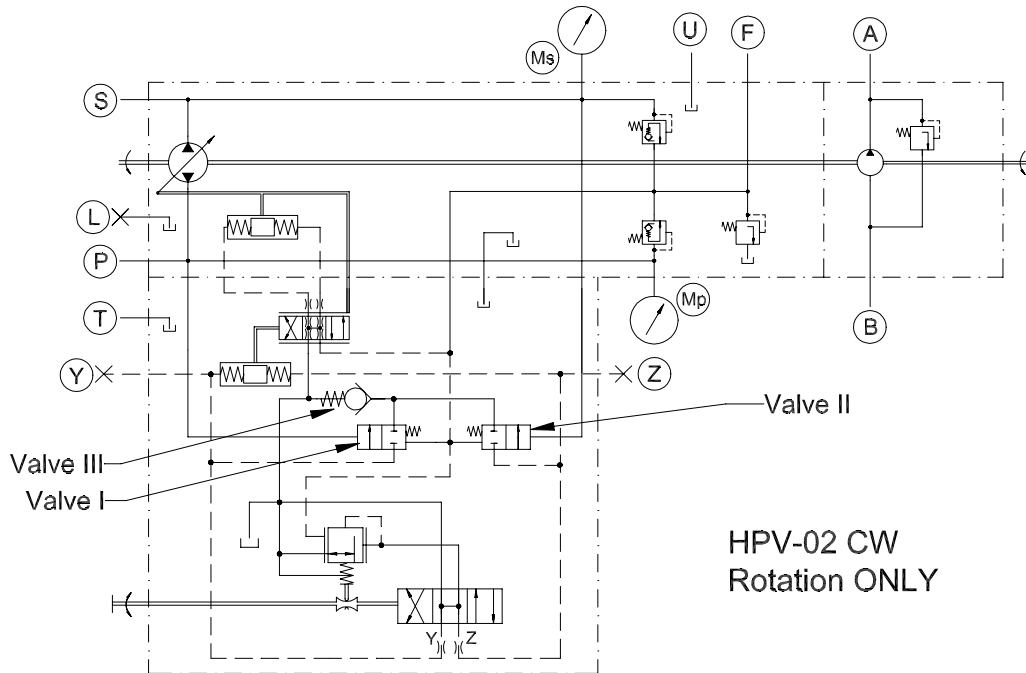 Ms
U
F
A
S
L
P
Mp
T
B
Y
Z
Valve II
Valve III
Valve I
HPV-02 CW
Rotation ONLY
Y Z